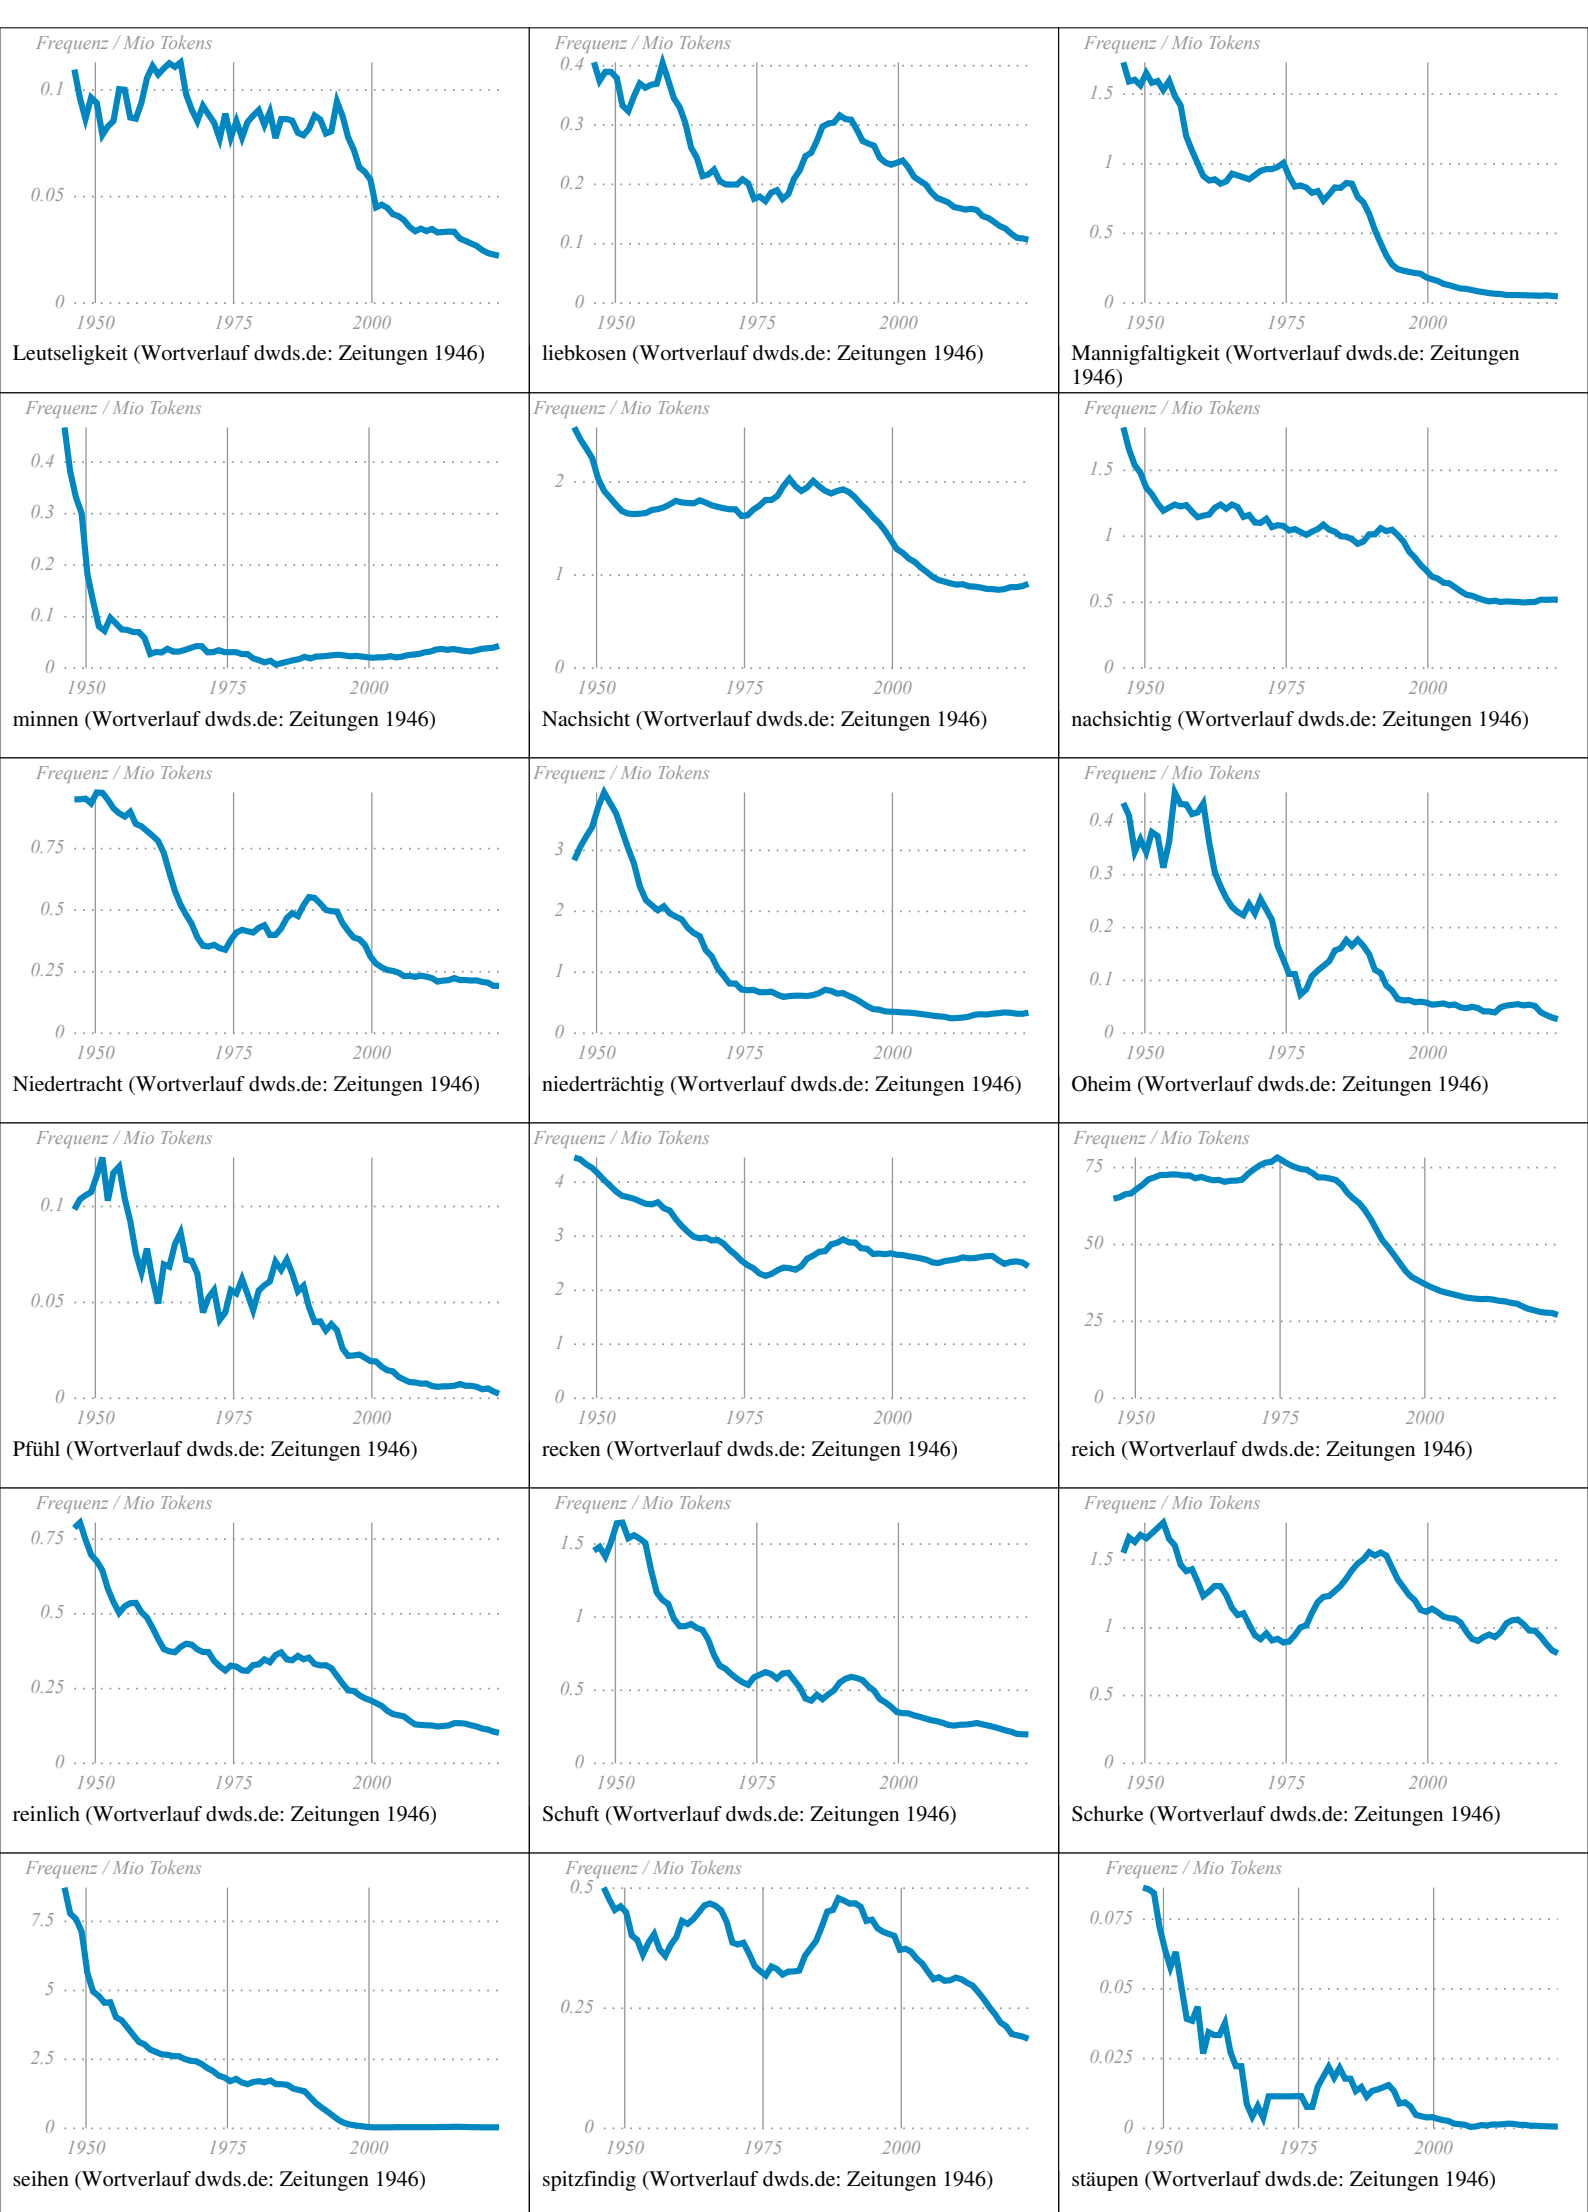 Frequenz / Mio Tokens
0.1
0.05
0
1950 1975 2000
Leutseligkeit (Wortverlauf dwds.de: Zeitungen 1946)
Frequenz / Mio Tokens
0.4
0.3
0.2
0.1
0
1950 1975 2000
liebkosen (Wortverlauf dwds.de: Zeitungen 1946)
Frequenz / Mio Tokens
1.5
1
0.5
0
1950 1975 2000
Mannigfaltigkeit (Wortverlauf dwds.de: Zeitungen
1946)
Frequenz / Mio Tokens
0.4
0.3
0.2
0.1
0
1950 1975 2000
minnen (Wortverlauf dwds.de: Zeitungen 1946)
Frequenz / Mio Tokens
2
1
0
1950 1975 2000
Nachsicht (Wortverlauf dwds.de: Zeitungen 1946)
Frequenz / Mio Tokens
1.5
1
0.5
0
1950 1975 2000
nachsichtig (Wortverlauf dwds.de: Zeitungen 1946)
Frequenz / Mio Tokens
0.75
0.5
0.25
0
1950 1975 2000
Niedertracht (Wortverlauf dwds.de: Zeitungen 1946)
Frequenz / Mio Tokens
3
2
1
0
1950 1975 2000
niederträchtig (Wortverlauf dwds.de: Zeitungen 1946)
Frequenz / Mio Tokens
0.4
0.3
0.2
0.1
0
1950 1975 2000
Oheim (Wortverlauf dwds.de: Zeitungen 1946)
Frequenz / Mio Tokens
0.1
0.05
0
1950 1975 2000
Pfühl (Wortverlauf dwds.de: Zeitungen 1946)
Frequenz / Mio Tokens
4
3
2
1
0
1950 1975 2000
recken (Wortverlauf dwds.de: Zeitungen 1946)
Frequenz / Mio Tokens
75
50
25
0
1950 1975 2000
reich (Wortverlauf dwds.de: Zeitungen 1946)
Frequenz / Mio Tokens
0.75
0.5
0.25
0
1950 1975 2000
reinlich (Wortverlauf dwds.de: Zeitungen 1946)
Frequenz / Mio Tokens
1.5
1
0.5
0
1950 1975 2000
Schuft (Wortverlauf dwds.de: Zeitungen 1946)
Frequenz / Mio Tokens
1.5
1
0.5
0
1950 1975 2000
Schurke (Wortverlauf dwds.de: Zeitungen 1946)
Frequenz / Mio Tokens
7.5
5
2.5
0
1950 1975 2000
seihen (Wortverlauf dwds.de: Zeitungen 1946)
Frequenz / Mio Tokens
0.5
0.25
0
1950 1975 2000
spitzfindig (Wortverlauf dwds.de: Zeitungen 1946)
Frequenz / Mio Tokens
0.075
0.05
0.025
0
1950 1975 2000
stäupen (Wortverlauf dwds.de: Zeitungen 1946)